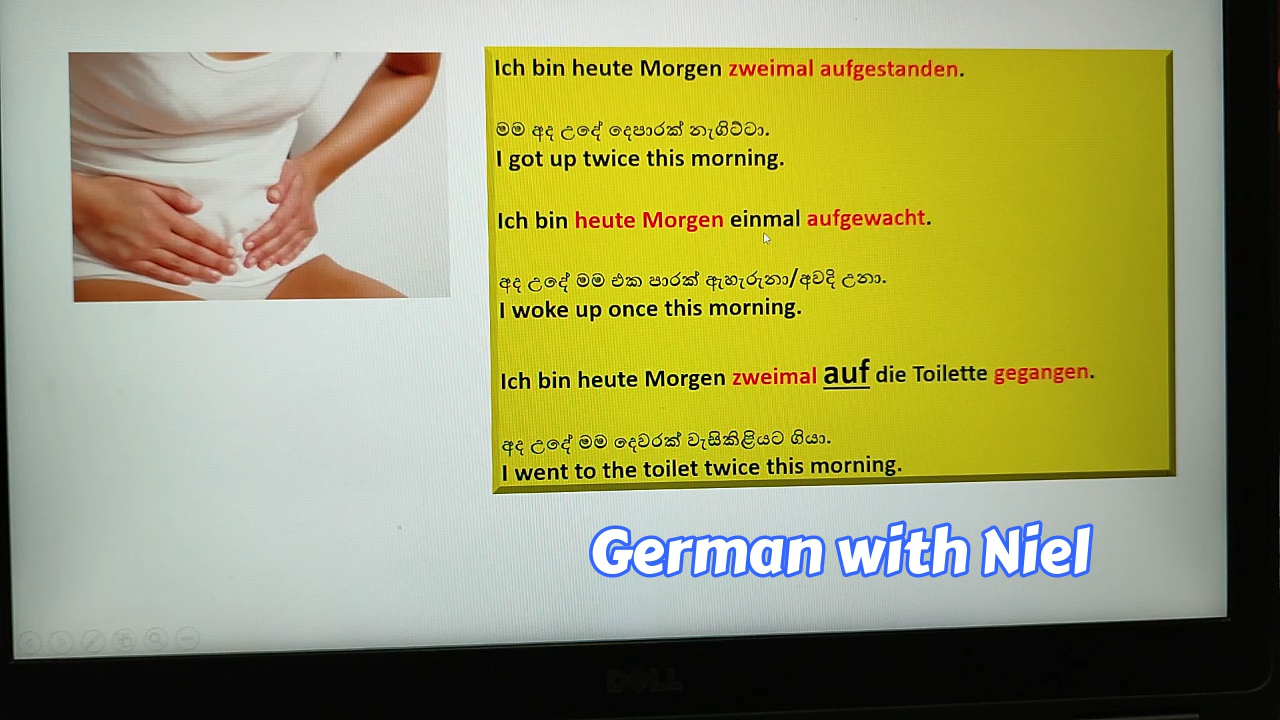 Ich bin heute Morgen zweimal aufgestanden.
මම අද උදේ දෙපාරක් නැගිට්ටා.
I got up twice this morning.
Ich bin heute Morgen einmal aufgewacht.
අද උදේ මම එක පාරක් ඇහැරුනා/අවදි උනා.
I woke up once this morning.
Ich bin heute Morgen zweimal auf die Toilette gegangen.
අද උදේ මම දෙවරක් වැසිකිළියට ගියා.
I went to the toilet twice this morning.
German with Niel
DELL